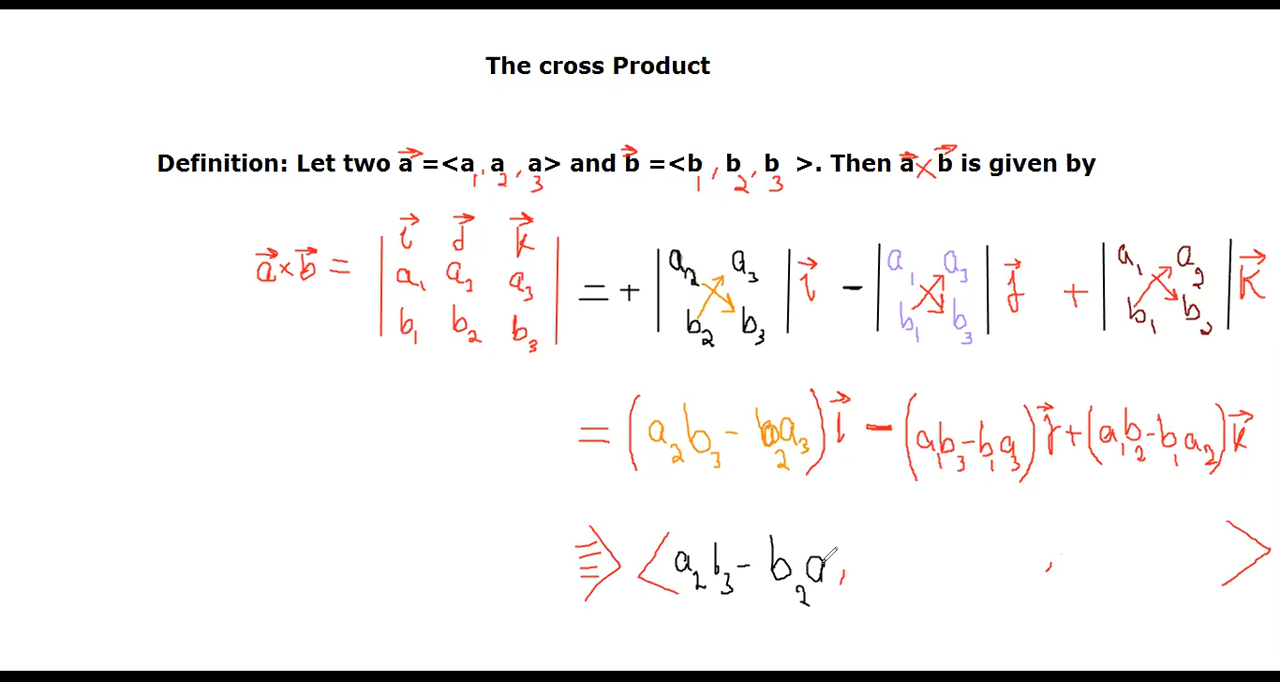 The cross Product
Definition: Let two a⃗ =<a₁, a₂, a₃> and b⃗ =<b₁, b₂, b₃ >. Then a⃗×b⃗ is given by
a⃗×b⃗ = | i⃗ j⃗ k⃗ | = + | a₂ a₃ | i⃗ − | a₁ a₃ | j⃗ + | a₁ a₂ | k⃗
| a₁ a₂ a₃ | | b₂ b₃ | | b₁ b₃ | | b₁ b₂ |
| b₁ b₂ b₃ |
= (a₂b₃ − b₂a₃) i⃗ − (a₁b₃ − b₁a₃) j⃗ + (a₁b₂ − b₁a₂) k⃗
⇛ < a₂b₃ − b₂a , , >